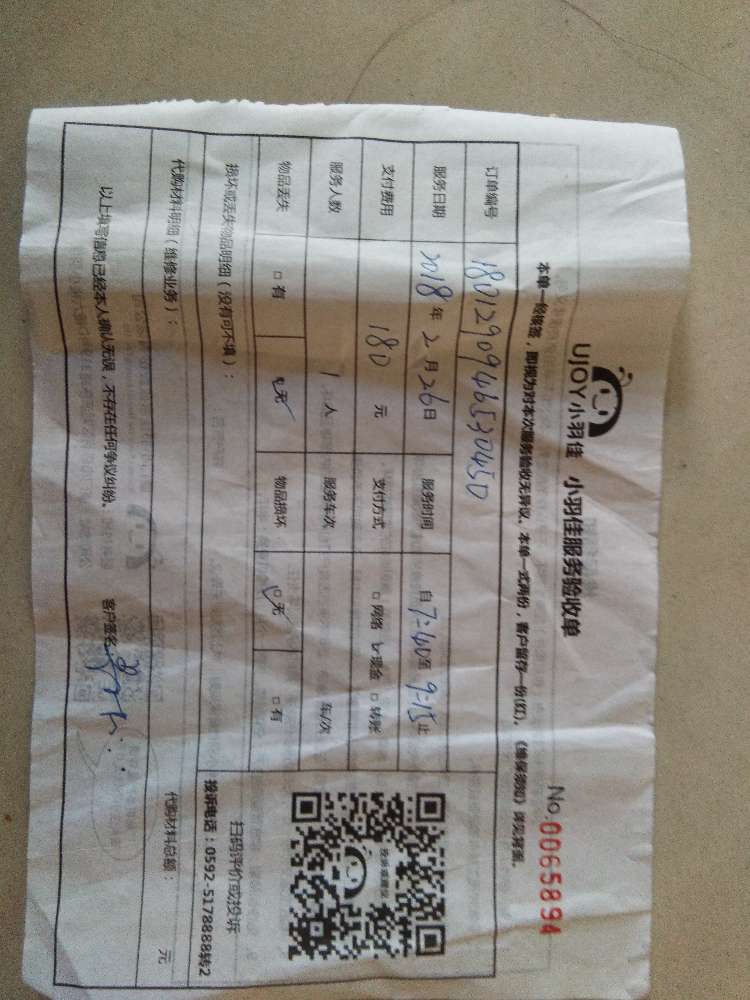 UJOY小羽佳 小羽佳服务验收单
No.0065894
本单一经接签，即视为对本次服务验收无异议。本单一式两份，客户留存一份(红)。《维保须知》详见背面。
订单编号 18012909466530450
服务日期 2018年2月26日 服务时间 自7:40至9:15止
支付费用 180元 支付方式 □网络 □现金 □转账
服务人数 1人 服务车次 车/次
物品丢失 □有 □无 物品损坏 □无 □有
损坏或丢失物品明细（没有可不填）：
投诉建议
扫码评价或投诉
投诉电话：0592-5178888转2
代购材料明细（维修业务）： 代购材料总额： 元
以上填写信息已经本人确认无误，不存在任何争议纠纷。 客户签名